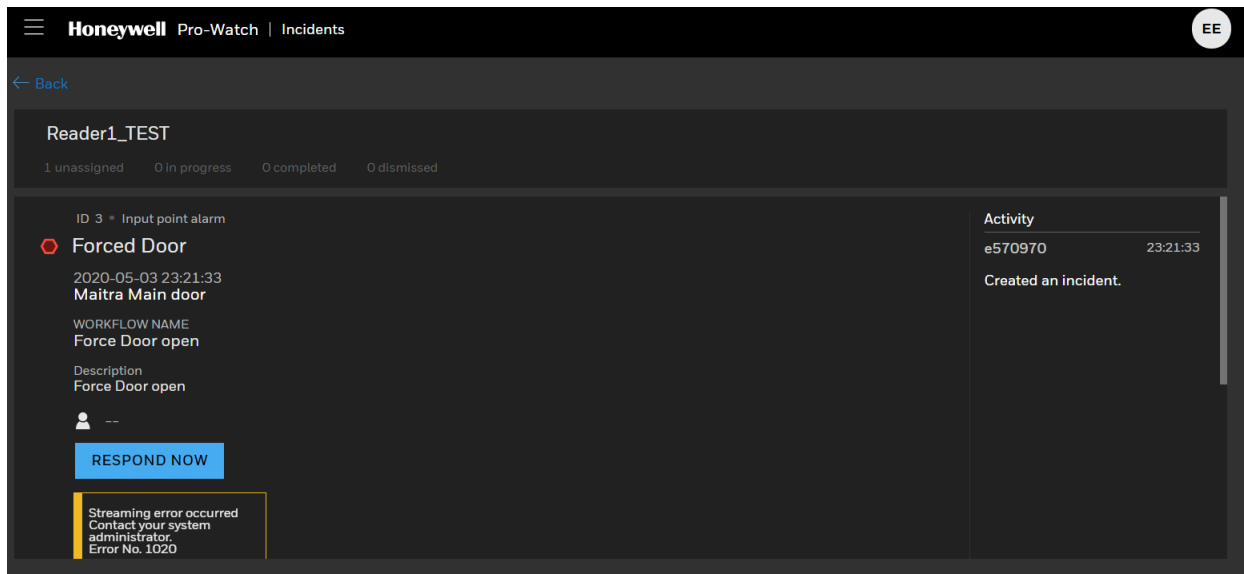 Honeywell Pro-Watch | Incidents
EE
← Back
Reader1_TEST
1 unassigned 0 in progress 0 completed 0 dismissed
ID 3 • Input point alarm
Forced Door
2020-05-03 23:21:33
Maitra Main door
WORKFLOW NAME
Force Door open
Description
Force Door open
--
RESPOND NOW
Streaming error occurred
Contact your system
administrator.
Error No. 1020
Activity
e570970 23:21:33
Created an incident.